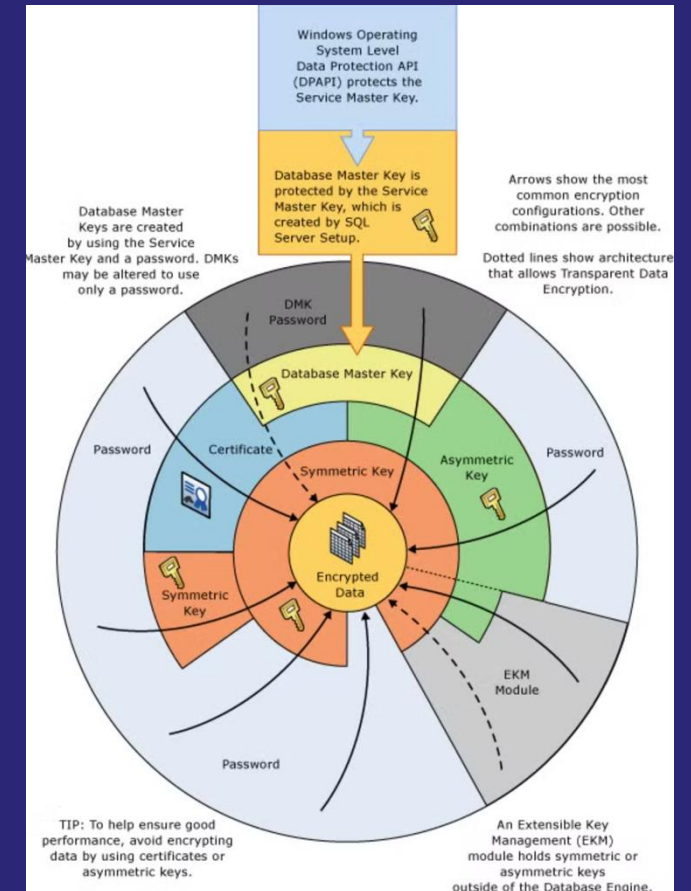 Windows Operating
System Level
Data Protection API
(DPAPI) protects the
Service Master Key.
Database Master Key is
protected by the Service
Master Key, which is
created by SQL
Server Setup.
Arrows show the most
common encryption
configurations. Other
combinations are possible.
Dotted lines show architecture
that allows Transparent Data
Encryption.
Database Master
Keys are created
by using the Service
Master Key and a password. DMKs
may be altered to use
only a password.
DMK
Password
Database Master Key
Password
Certificate
Symmetric Key
Asymmetric
Key
Password
Encrypted
Data
Symmetric
Key
EKM
Module
Password
TIP: To help ensure good
performance, avoid encrypting
data by using certificates or
asymmetric keys.
An Extensible Key
Management (EKM)
module holds symmetric or
asymmetric keys
outside of the Database Engine.